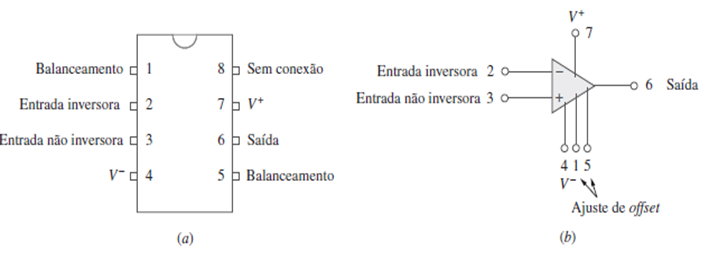 Balanceamento 1
Entrada inversora 2
Entrada não inversora 3
V− 4
8 Sem conexão
7 V+
6 Saída
5 Balanceamento
(a)
V+
7
Entrada inversora 2
Entrada não inversora 3
−
+
6 Saída
4 1 5
V−
Ajuste de offset
(b)